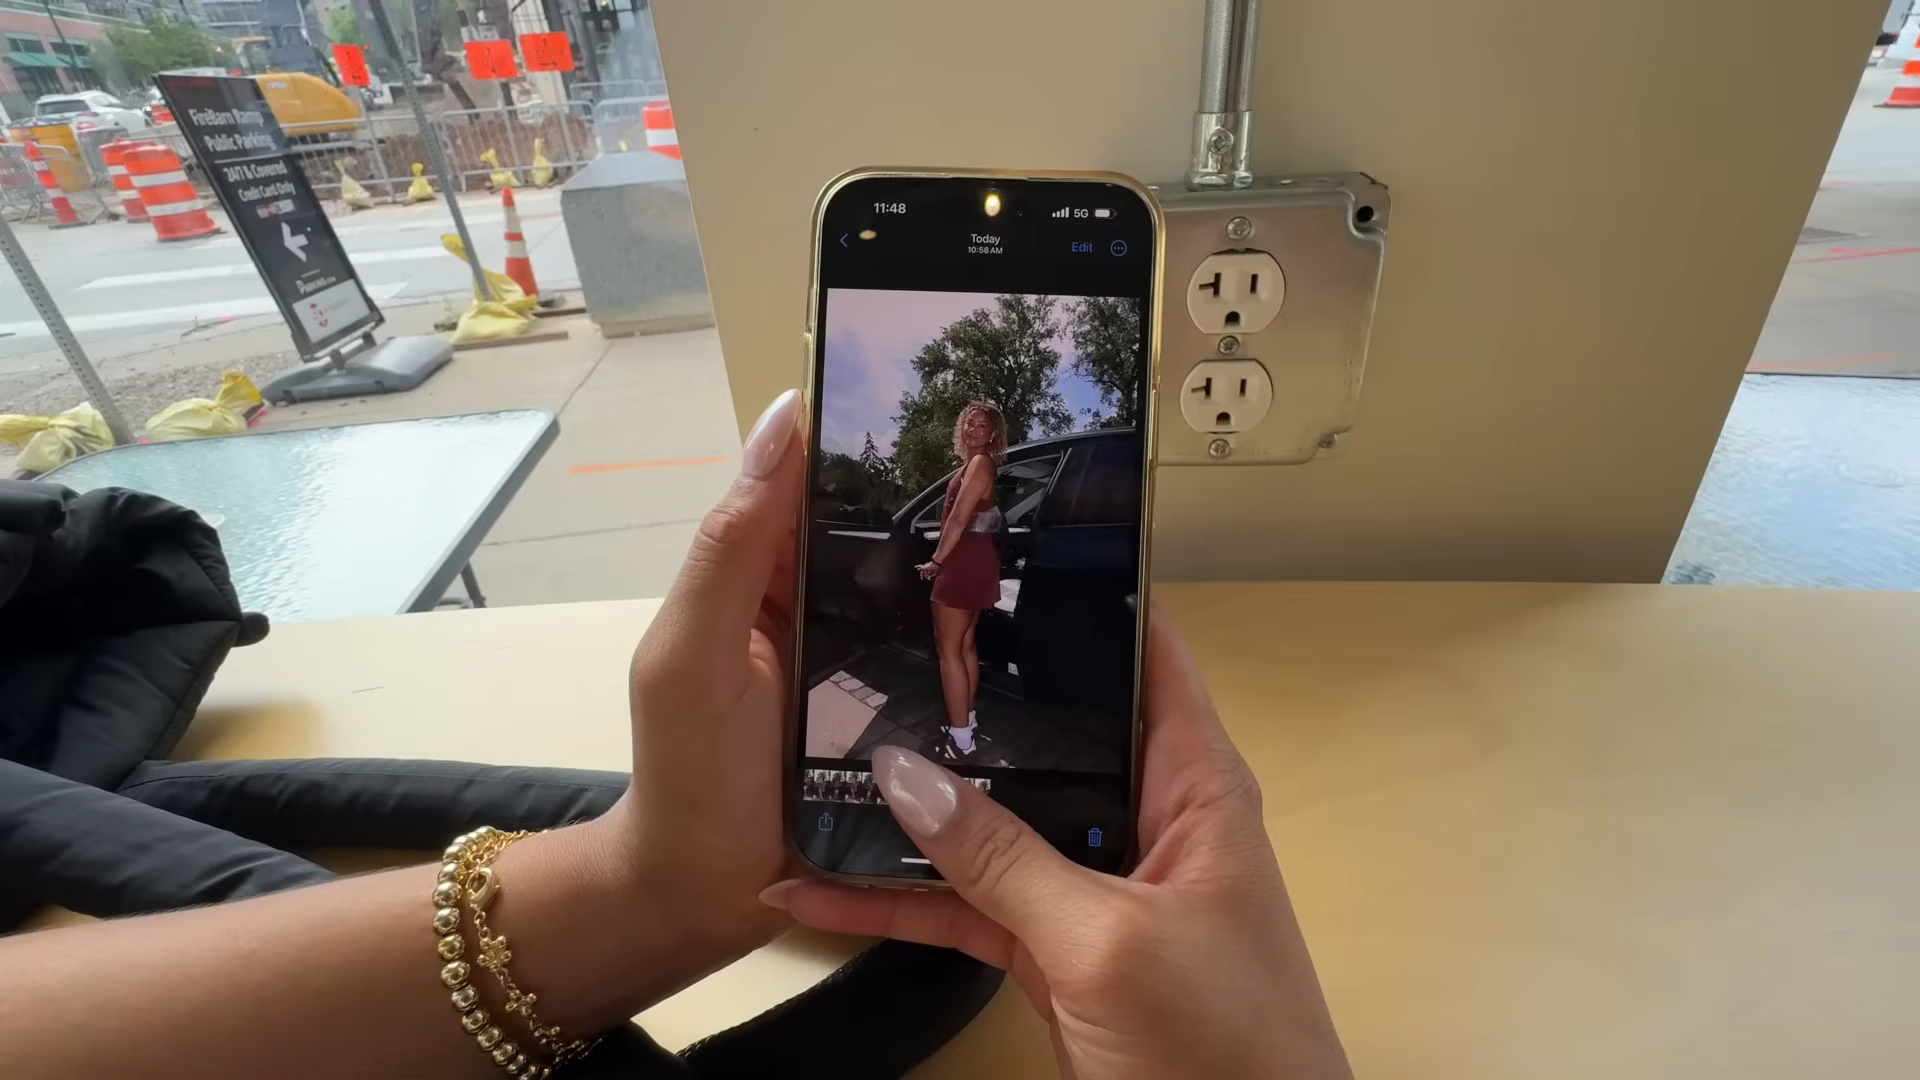 FireBarn Ramp
Public Parking
24/7 & Covered
Credit Card Only
11:48
5G
Today
10:58 AM
Edit